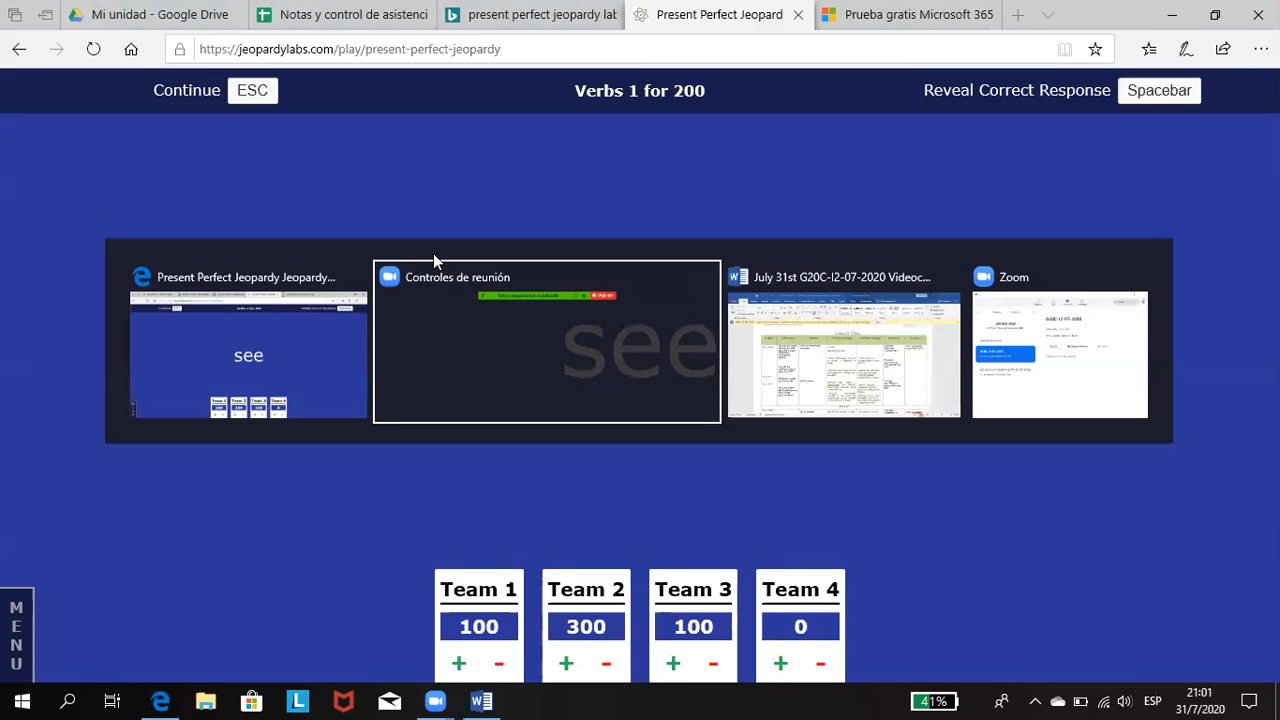 Mi unidad - Google Drive
Notas y control de asistenci
present perfect jeopardy lab
Present Perfect Jeopardy
Prueba gratis Microsoft 365
https://jeopardylabs.com/play/present-perfect-jeopardy
Continue ESC
Verbs 1 for 200
Reveal Correct Response Spacebar
Present Perfect Jeopardy Jeopardy...
Controles de reunión
July 31st G20C-I2-07-2020 Videoc...
Zoom
see
see
Team 1 Team 2 Team 3 Team 4
100 300 100 0
+ - + - + - + -
MENU
41%
ESP
21:01
31/7/2020